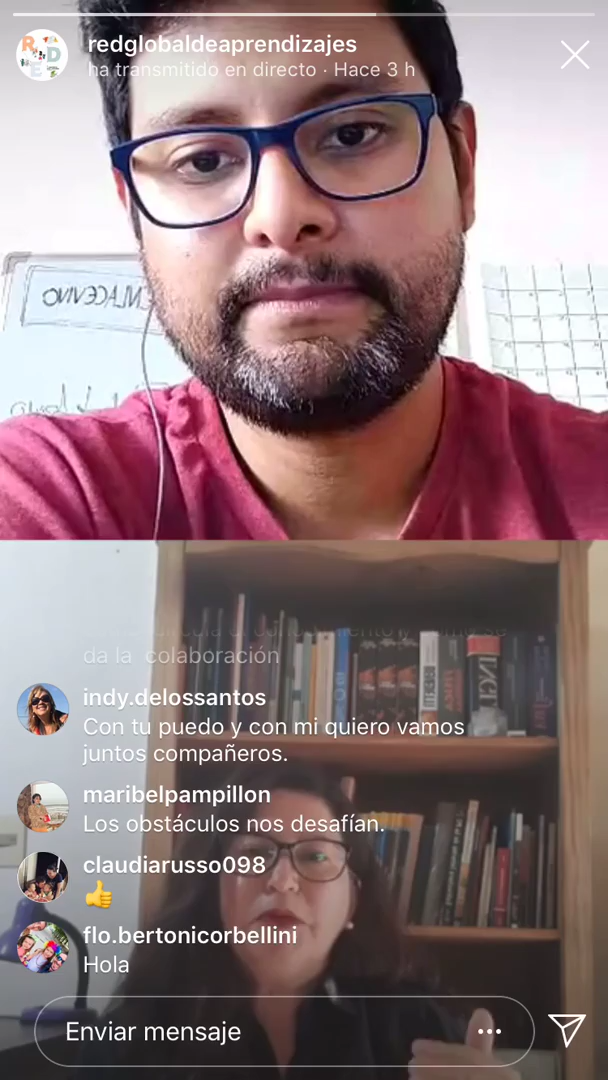 redglobaldeaprendizajes
ha transmitido en directo · Hace 3 h
ENLACEVINO
da la colaboración
indy.delossantos
Con tu puedo y con mi quiero vamos
juntos compañeros.
maribelpampillon
Los obstáculos nos desafían.
claudiarusso098
👍
flo.bertonicorbellini
Hola
Enviar mensaje